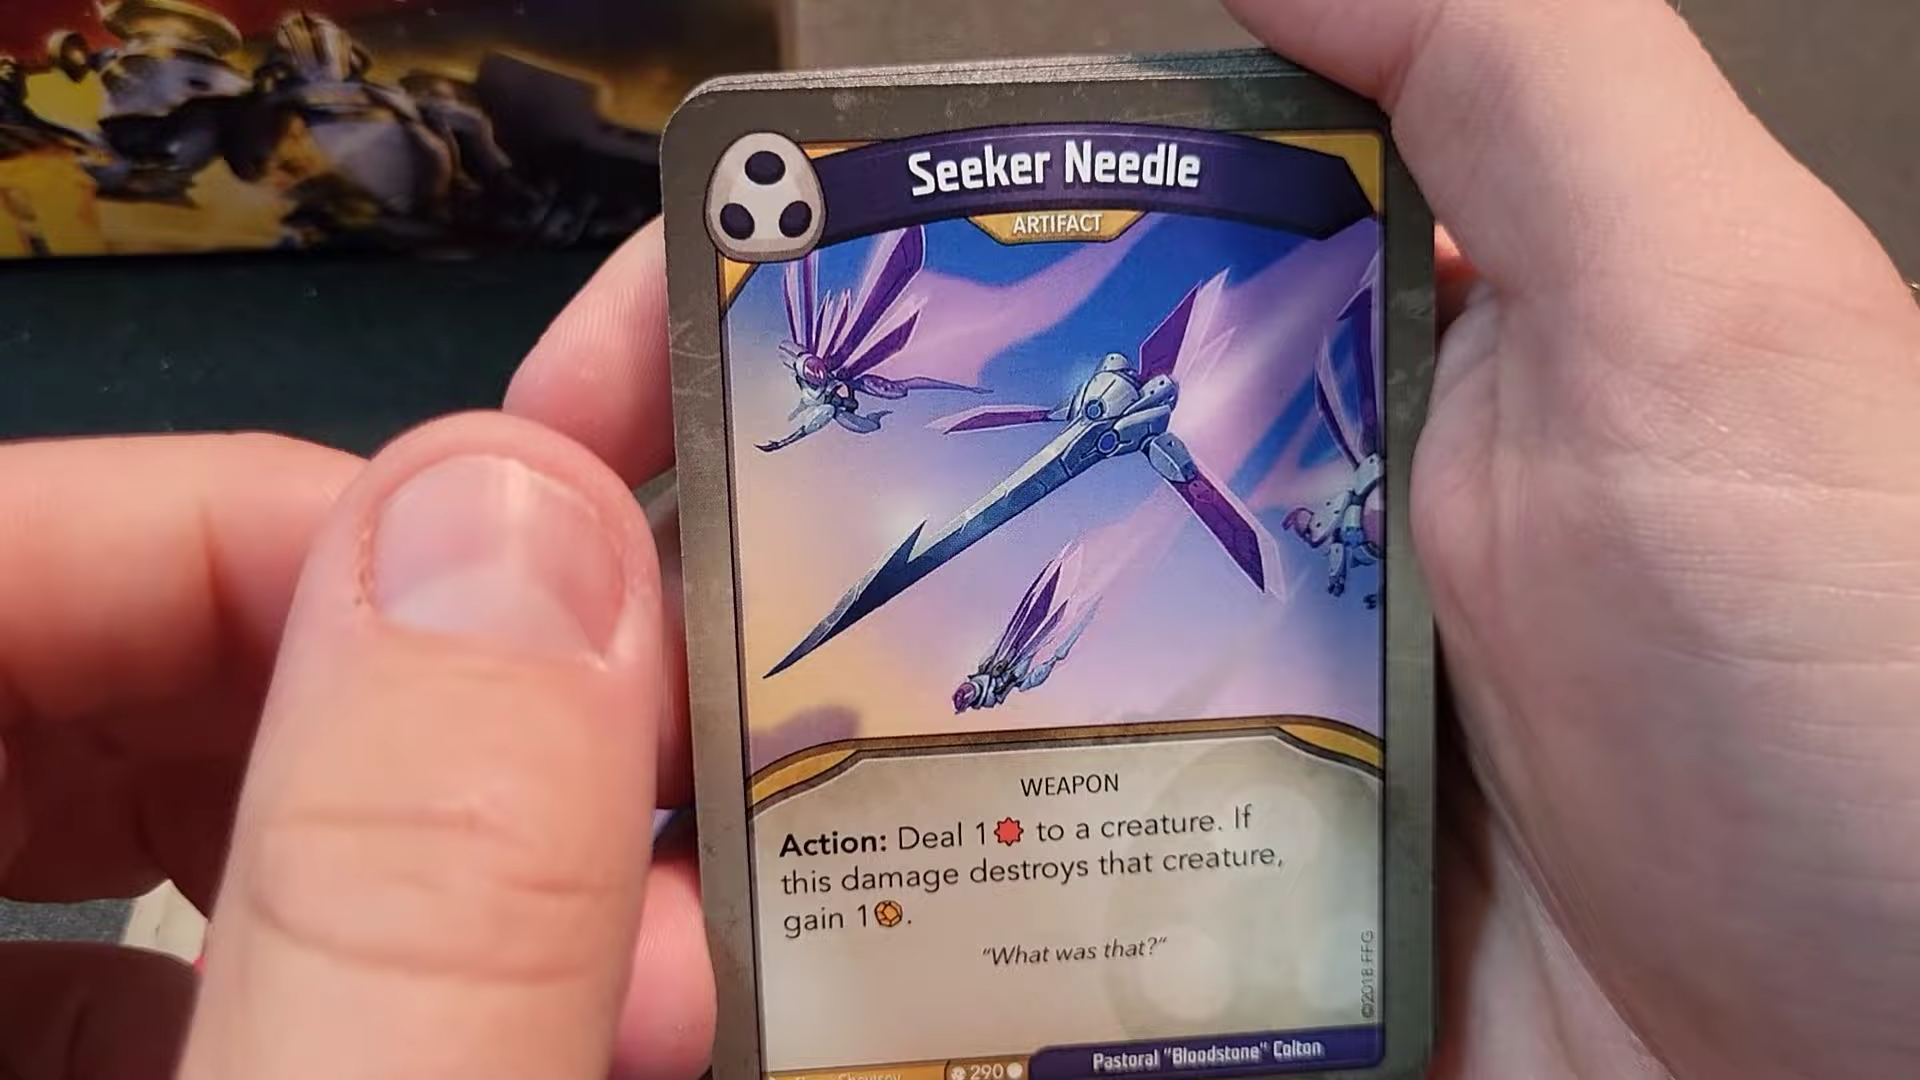 Seeker Needle
ARTIFACT
WEAPON
Action: Deal 1 to a creature. If
this damage destroys that creature,
gain 1.
"What was that?"
©2018 FFG
290
Pastoral "Bloodstone" Colton